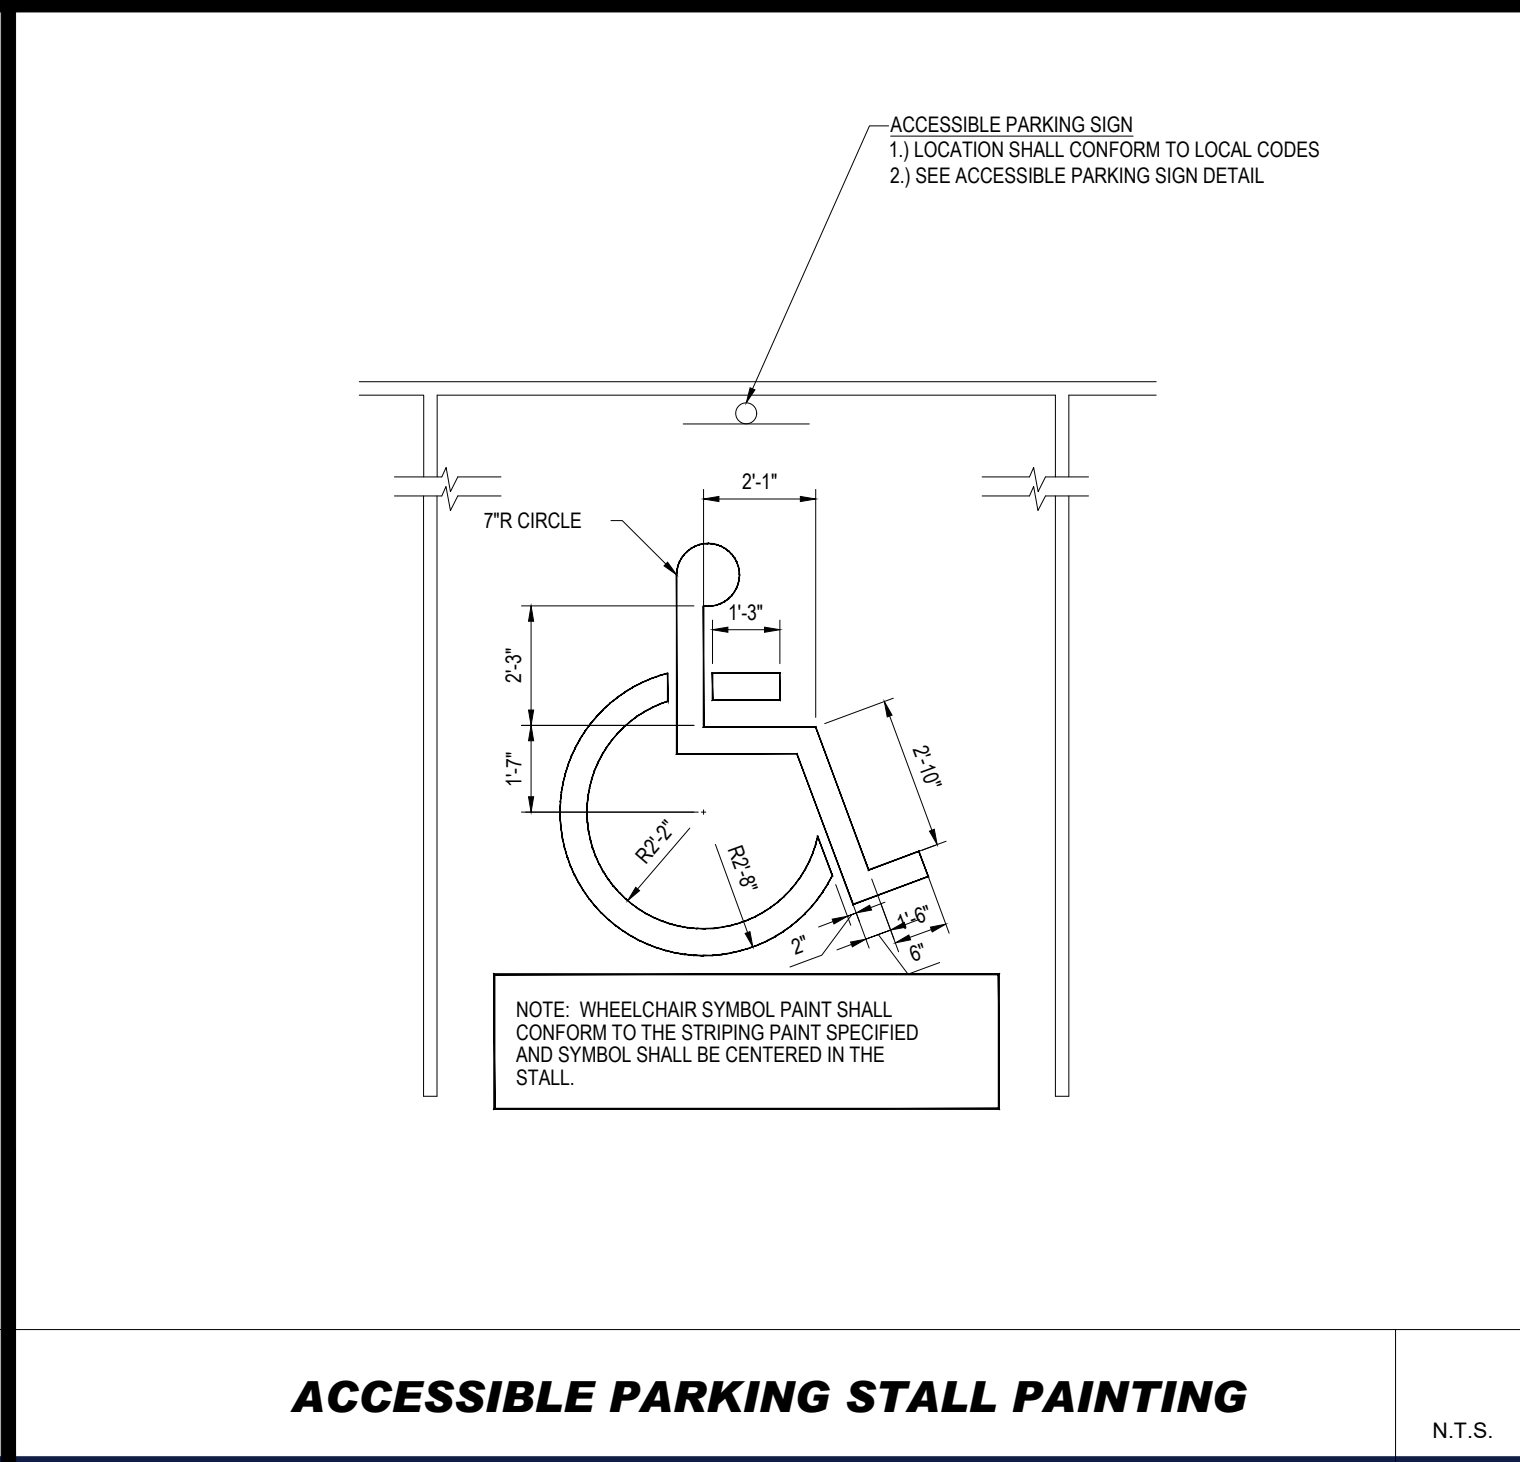 ACCESSIBLE PARKING SIGN
1.) LOCATION SHALL CONFORM TO LOCAL CODES
2.) SEE ACCESSIBLE PARKING SIGN DETAIL
2'-1"
7"R CIRCLE
1'-3"
2'-3"
1'-7"
2'-10"
R2'-2"
R2'-8"
1'-6"
2"
6"
NOTE: WHEELCHAIR SYMBOL PAINT SHALL
CONFORM TO THE STRIPING PAINT SPECIFIED
AND SYMBOL SHALL BE CENTERED IN THE
STALL.
ACCESSIBLE PARKING STALL PAINTING
N.T.S.